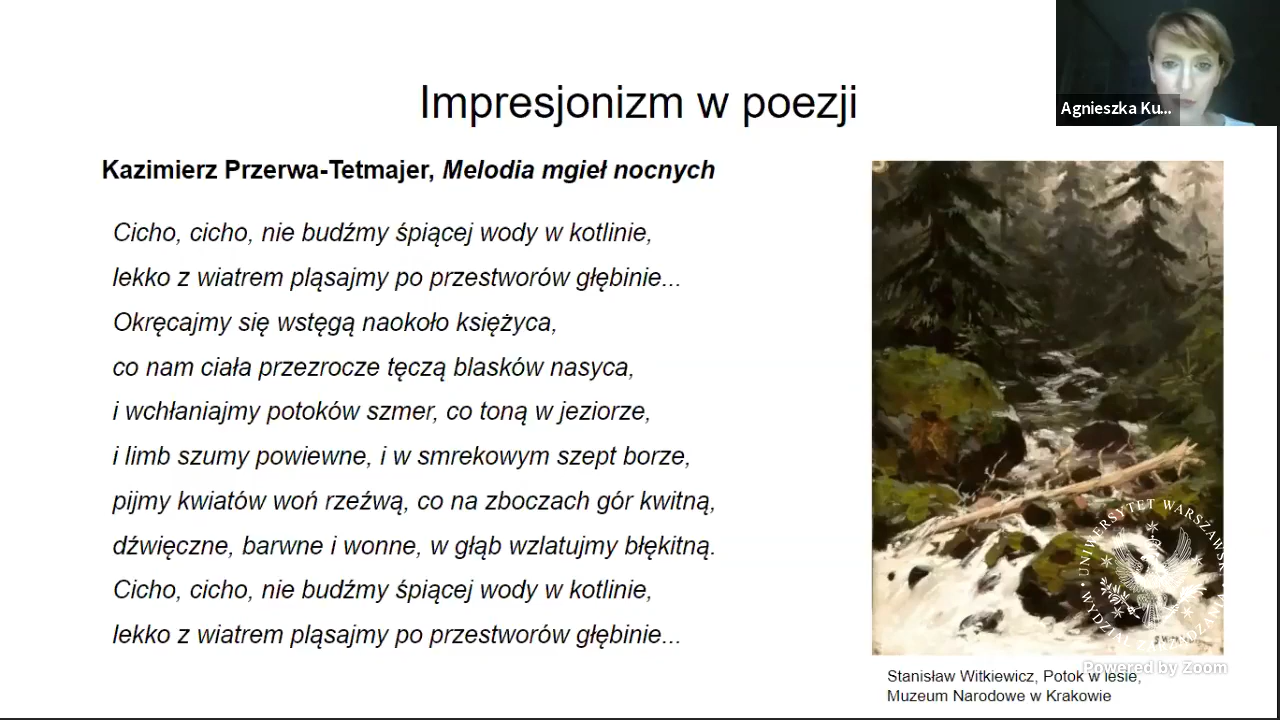 Agnieszka Ku...
Impresjonizm w poezji
Kazimierz Przerwa-Tetmajer, Melodia mgieł nocnych
Cicho, cicho, nie budźmy śpiącej wody w kotlinie,
lekko z wiatrem pląsajmy po przestworów głębinie...
Okręcajmy się wstęgą naokoło księżyca,
co nam ciała przezrocze tęczą blasków nasyca,
i wchłaniajmy potoków szmer, co toną w jeziorze,
i limb szumy powiewne, i w smrekowym szept borze,
pijmy kwiatów woń rzeźwą, co na zboczach gór kwitną,
dźwięczne, barwne i wonne, w głąb wzlatujmy błękitną.
Cicho, cicho, nie budźmy śpiącej wody w kotlinie,
lekko z wiatrem pląsajmy po przestworów głębinie...
UNIWERSYTET WARSZAWSKI
WYDZIAŁ ZARZĄDZANIA
Powered by Zoom
Stanisław Witkiewicz, Potok w lesie,
Muzeum Narodowe w Krakowie